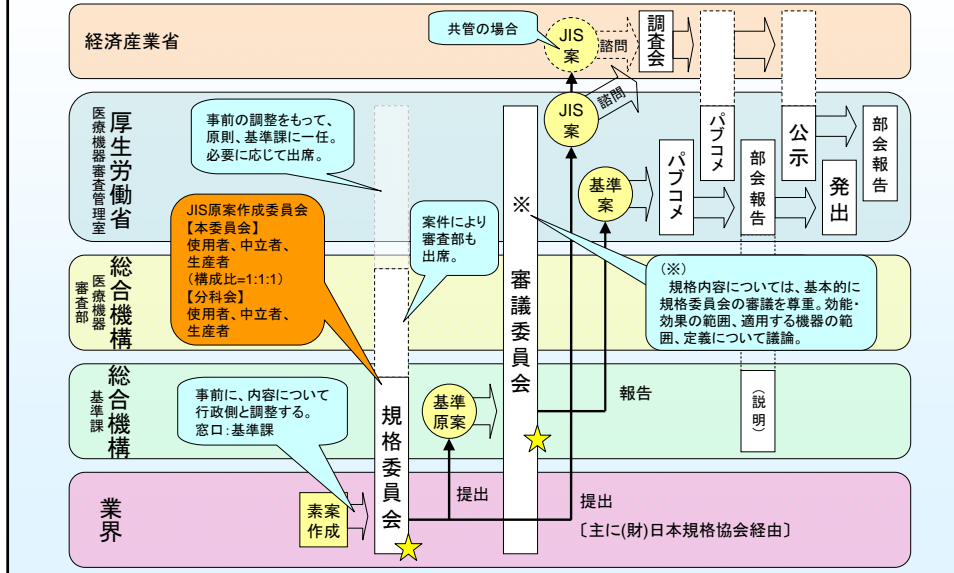 経済産業省
共管の場合
JIS
案
諮問
調査会
厚生労働省
医療機器審査管理室
事前の調整をもって、
原則、基準課に一任。
必要に応じて出席。
JIS
案
諮問
パブコメ
公示
部会報告
基準
案
パブコメ
部会報告
発出
JIS原案作成委員会
【本委員会】
使用者、中立者、
生産者
(構成比=1:1:1)
【分科会】
使用者、中立者、
生産者
案件により
審査部も
出席。
※
審議委員会
総合機構
医療機器
審査部
(※)
規格内容については、基本的に
規格委員会の審議を尊重。効能・
効果の範囲、適用する機器の範
囲、定義について議論。
総合機構
基準課
事前に、内容について
行政側と調整する。
窓口:基準課
規格委員会
基準
原案
報告
(説明)
業界
素案
作成
提出
提出
〔主に(財)日本規格協会経由〕